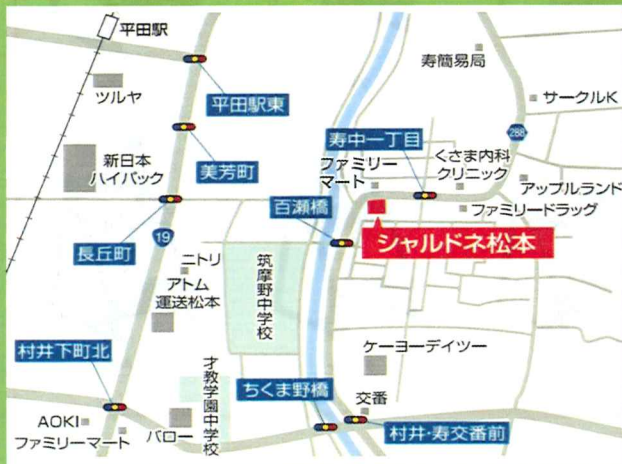 平田駅
寿簡易局
ツルヤ
平田駅東
サークルK
288
美芳町
寿中一丁目
新日本
ハイパック
ファミリー
マート
くさま内科
クリニック
アップルランド
百瀬橋
ファミリードラッグ
長丘町
19
シャルドネ松本
ニトリ
アトム
運送松本
筑摩野中学校
村井下町北
ケーヨーデイツー
才教学園中学校
ちくま野橋
交番
AOKI
ファミリーマート
バロー
村井・寿交番前